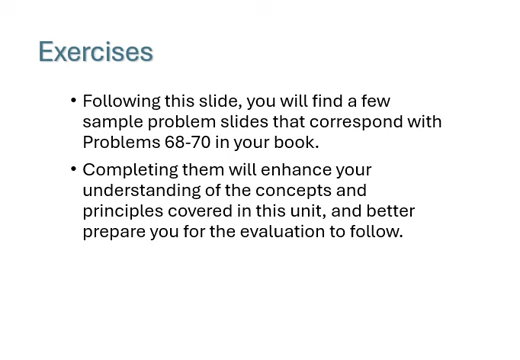 Exercises
• Following this slide, you will find a few
sample problem slides that correspond with
Problems 68-70 in your book.
• Completing them will enhance your
understanding of the concepts and
principles covered in this unit, and better
prepare you for the evaluation to follow.